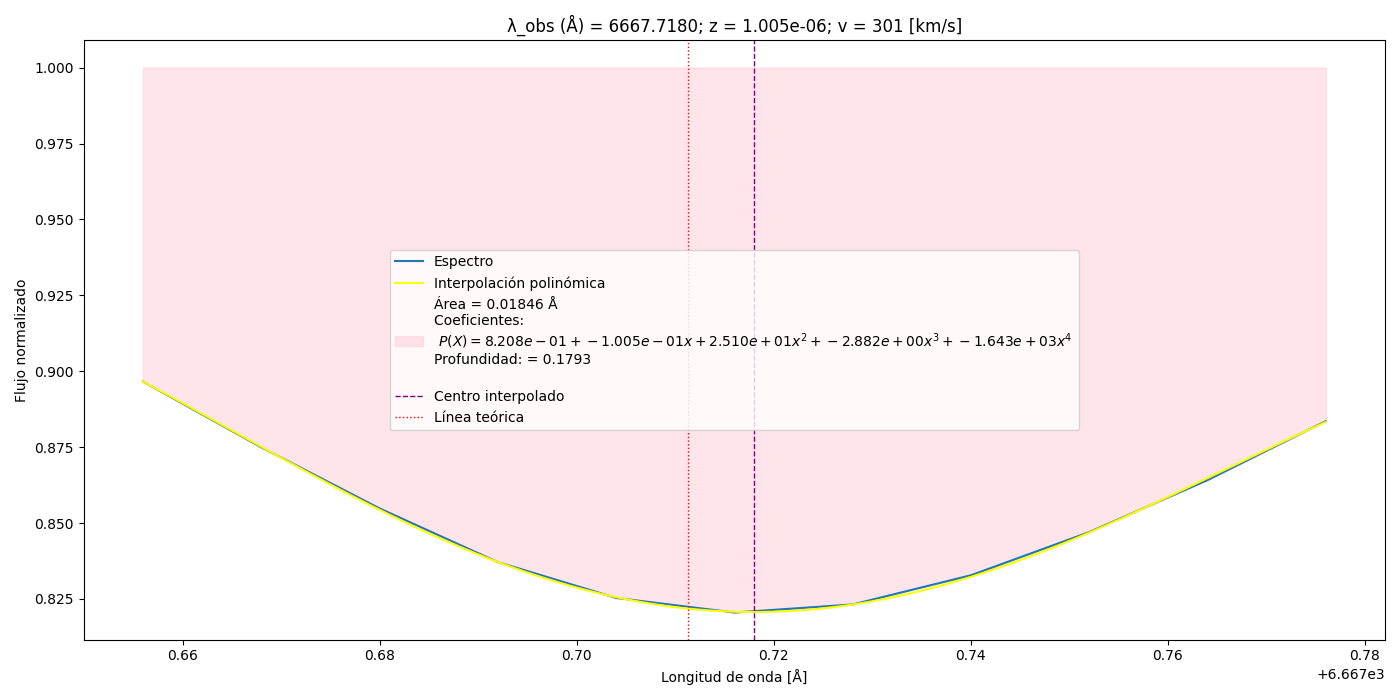 λ_obs (Å) = 6667.7180; z = 1.005e-06; v = 301 [km/s]
Flujo normalizado
1.000
0.975
0.950
0.925
0.900
0.875
0.850
0.825
Espectro
Interpolación polinómica
Área = 0.01846 Å
Coeficientes:
P(X) = 8.208e − 01 + −1.005e − 01x + 2.510e + 01x² + −2.882e + 00x³ + −1.643e + 03x⁴
Profundidad: = 0.1793
Centro interpolado
Línea teórica
0.66 0.68 0.70 0.72 0.74 0.76 0.78
Longitud de onda [Å]
+6.667e3